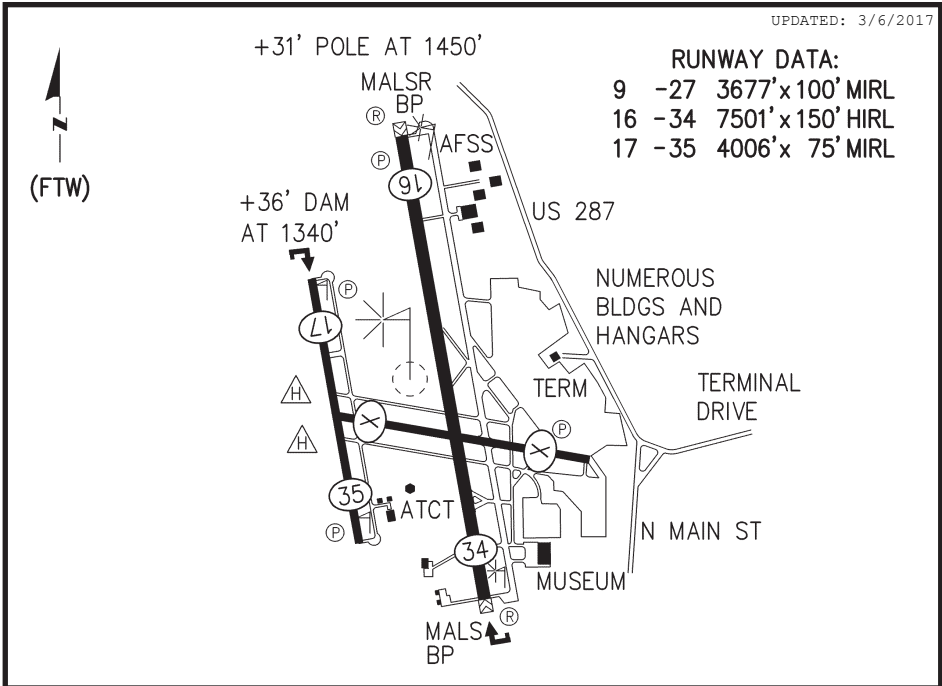 UPDATED: 3/6/2017
+31' POLE AT 1450'
RUNWAY DATA:
9 -27 3677'x 100' MIRL
16 -34 7501'x 150' HIRL
17 -35 4006'x 75' MIRL
MALSR
BP
R
N
(FTW)
P
AFSS
16
+36' DAM
AT 1340'
US 287
P
17
NUMEROUS
BLDGS AND
HANGARS
TERM
TERMINAL
DRIVE
H
X
H
P
X
35
ATCT
P
N MAIN ST
34
MUSEUM
R
MALS
BP